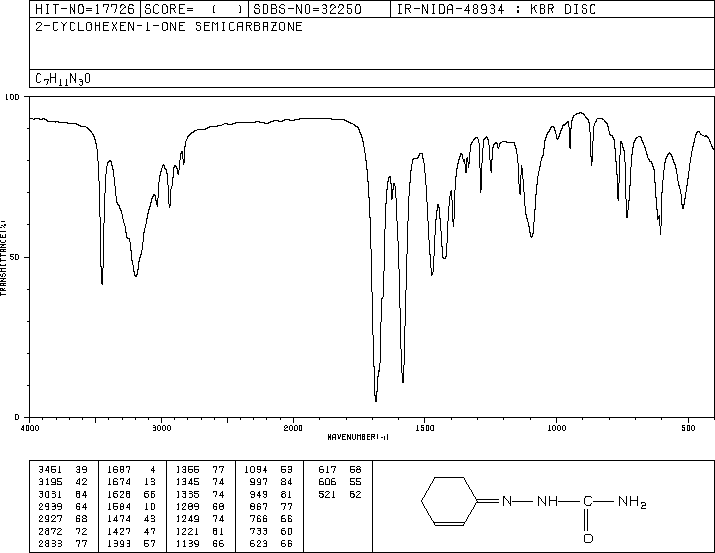 HIT-NO=17726 SCORE= ( ) SDBS-NO=32250 IR-NIDA-48934 : KBR DISC
2-CYCLOHEXEN-1-ONE SEMICARBAZONE
C7H11N3O
100
50
0
TRANSMITTANCE(%)
4000 3000 2000 1500 1000 500
WAVENUMBER(-1)
3461 39 1687 4 1366 77 1094 53 617 58
3195 42 1674 13 1345 74 997 84 606 55
3031 64 1628 66 1335 74 949 81 521 62
2939 64 1584 10 1289 68 867 77
2927 68 1474 43 1249 74 766 66
2872 72 1427 47 1221 81 733 60
2833 77 1393 57 1139 66 623 66
N NH C NH2
O